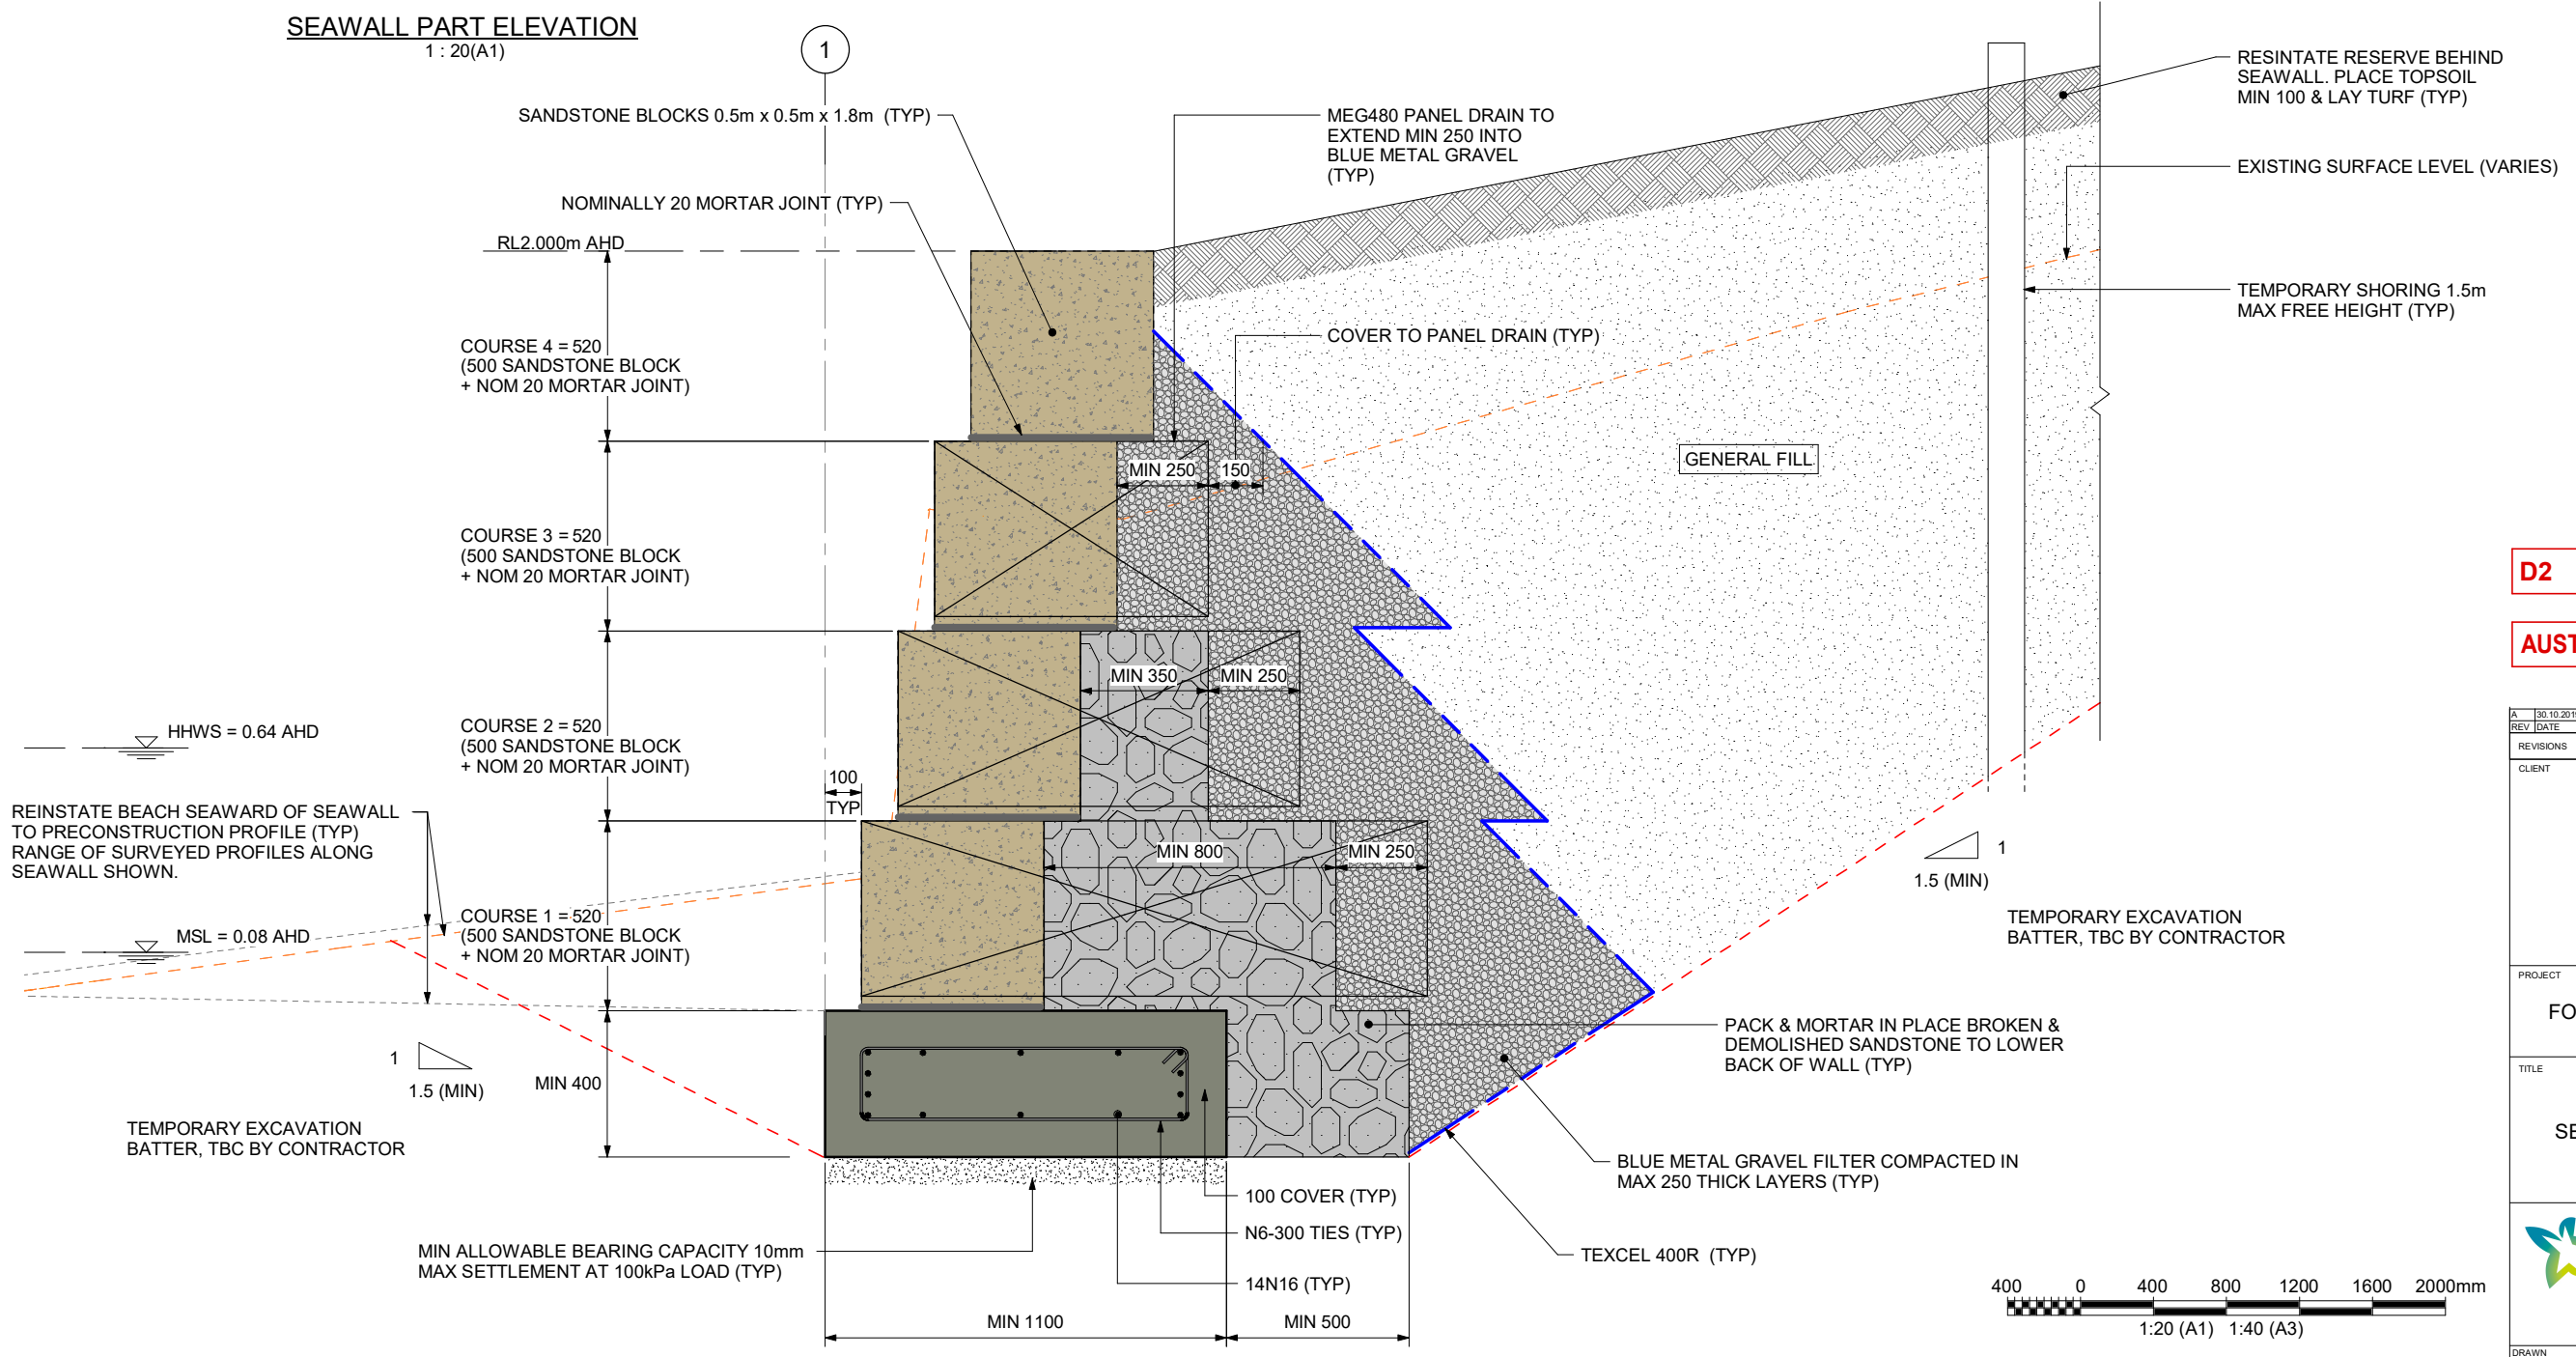 SEAWALL PART ELEVATION
1 : 20(A1)
1
SANDSTONE BLOCKS 0.5m x 0.5m x 1.8m (TYP)
NOMINALLY 20 MORTAR JOINT (TYP)
RL2.000m AHD
MEG480 PANEL DRAIN TO
EXTEND MIN 250 INTO
BLUE METAL GRAVEL
(TYP)
RESINTATE RESERVE BEHIND
SEAWALL. PLACE TOPSOIL
MIN 100 & LAY TURF (TYP)
EXISTING SURFACE LEVEL (VARIES)
TEMPORARY SHORING 1.5m
MAX FREE HEIGHT (TYP)
COVER TO PANEL DRAIN (TYP)
COURSE 4 = 520
(500 SANDSTONE BLOCK
+ NOM 20 MORTAR JOINT)
MIN 250
150
GENERAL FILL
COURSE 3 = 520
(500 SANDSTONE BLOCK
+ NOM 20 MORTAR JOINT)
MIN 350
MIN 250
COURSE 2 = 520
(500 SANDSTONE BLOCK
+ NOM 20 MORTAR JOINT)
HHWS = 0.64 AHD
100
TYP
REINSTATE BEACH SEAWARD OF SEAWALL
TO PRECONSTRUCTION PROFILE (TYP)
RANGE OF SURVEYED PROFILES ALONG
SEAWALL SHOWN.
MIN 800
MIN 250
1
1.5 (MIN)
TEMPORARY EXCAVATION
BATTER, TBC BY CONTRACTOR
COURSE 1 = 520
(500 SANDSTONE BLOCK
+ NOM 20 MORTAR JOINT)
MSL = 0.08 AHD
1
1.5 (MIN)
MIN 400
TEMPORARY EXCAVATION
BATTER, TBC BY CONTRACTOR
PACK & MORTAR IN PLACE BROKEN &
DEMOLISHED SANDSTONE TO LOWER
BACK OF WALL (TYP)
BLUE METAL GRAVEL FILTER COMPACTED IN
MAX 250 THICK LAYERS (TYP)
100 COVER (TYP)
N6-300 TIES (TYP)
14N16 (TYP)
TEXCEL 400R (TYP)
MIN ALLOWABLE BEARING CAPACITY 10mm
MAX SETTLEMENT AT 100kPa LOAD (TYP)
MIN 1100
MIN 500
400 0 400 800 1200 1600 2000mm
1:20 (A1) 1:40 (A3)
D2
AUST
A 30.10.201
REV DATE
REVISIONS
CLIENT
PROJECT
FO
TITLE
SE
DRAWN